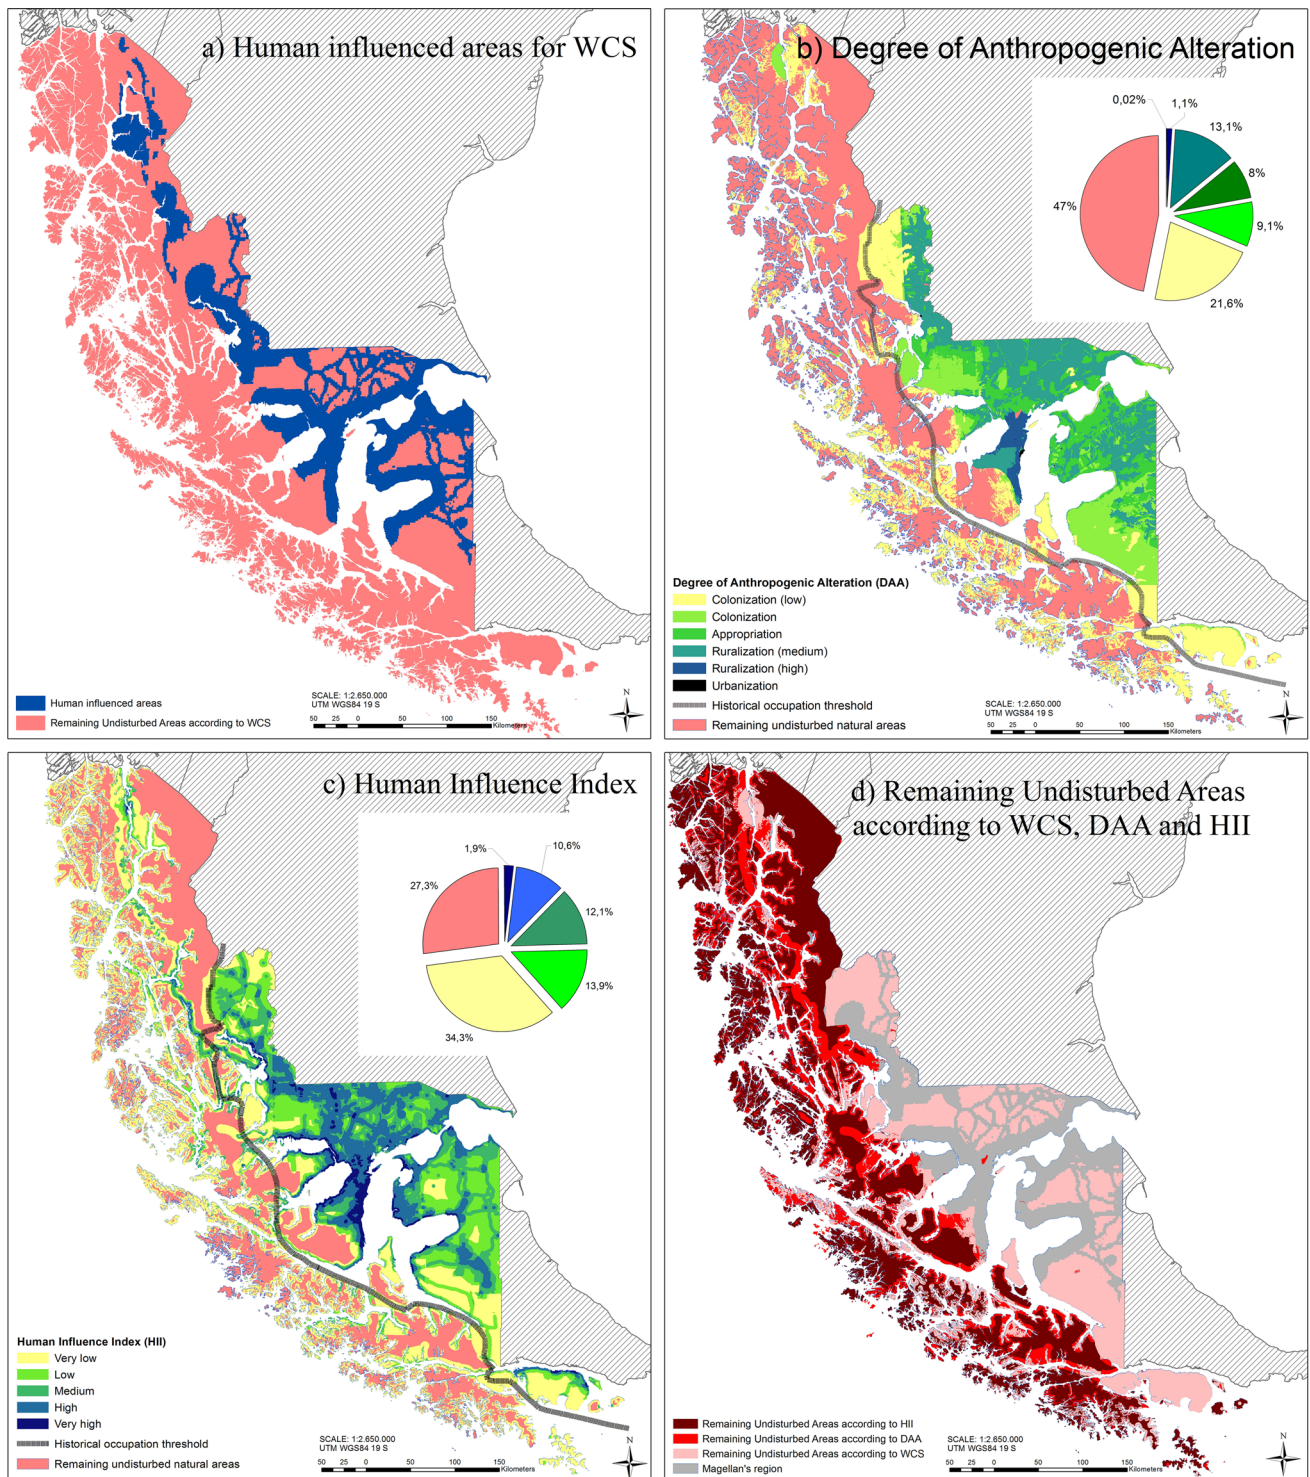 a) Human influenced areas for WCS
Human influenced areas
Remaining Undisturbed Areas according to WCS
SCALE: 1:2.650.000
UTM WGS84 19 S
50 25 0 50 100 150
Kilometers
N
b) Degree of Anthropogenic Alteration
0,02%
1,1%
13,1%
8%
9,1%
21,6%
47%
Degree of Anthropogenic Alteration (DAA)
Colonization (low)
Colonization
Appropriation
Ruralization (medium)
Ruralization (high)
Urbanization
Historical occupation threshold
Remaining undisturbed natural areas
SCALE: 1:2.650.000
UTM WGS84 19 S
50 25 0 50 100 150
Kilometers
N
c) Human Influence Index
1,9%
10,6%
12,1%
13,9%
34,3%
27,3%
Human Influence Index (HII)
Very low
Low
Medium
High
Very high
Historical occupation threshold
Remaining undisturbed natural areas
SCALE: 1:2.650.000
UTM WGS84 19 S
50 25 0 50 100 150
Kilometers
N
d) Remaining Undisturbed Areas
according to WCS, DAA and HII
Remaining Undisturbed Areas according to HII
Remaining Undisturbed Areas according to DAA
Remaining Undisturbed Areas according to WCS
Magellan's region
SCALE: 1:2.650.000
UTM WGS84 19 S
50 25 0 50 100 150
Kilometers
N